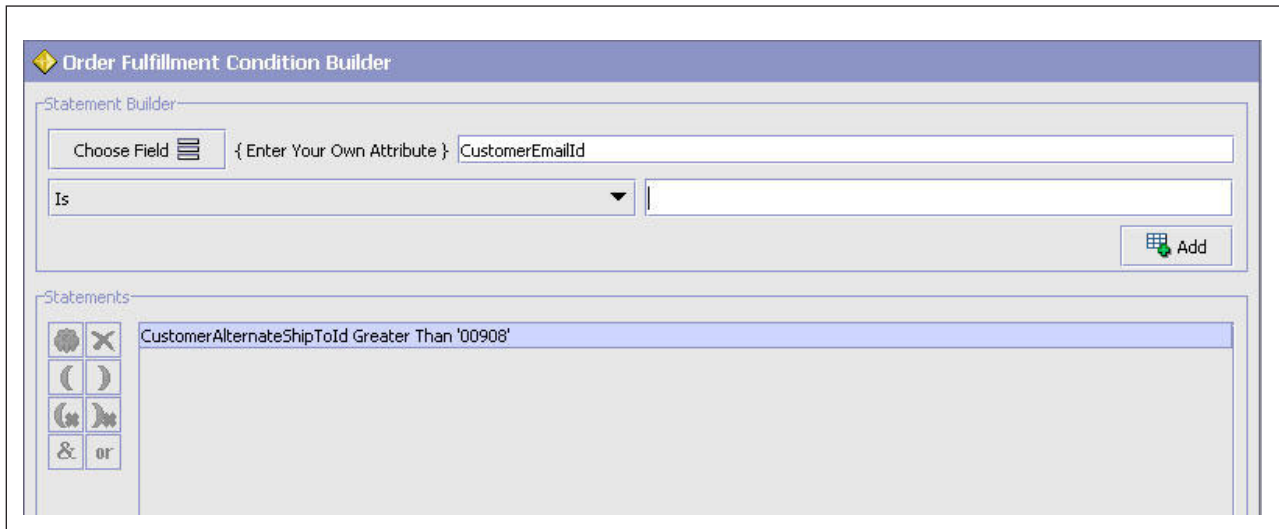 Order Fulfillment Condition Builder
Statement Builder
Choose Field { Enter Your Own Attribute } CustomerEmailId
Is
Add
Statements
CustomerAlternateShipToId Greater Than '00908'
( )
( )
& or